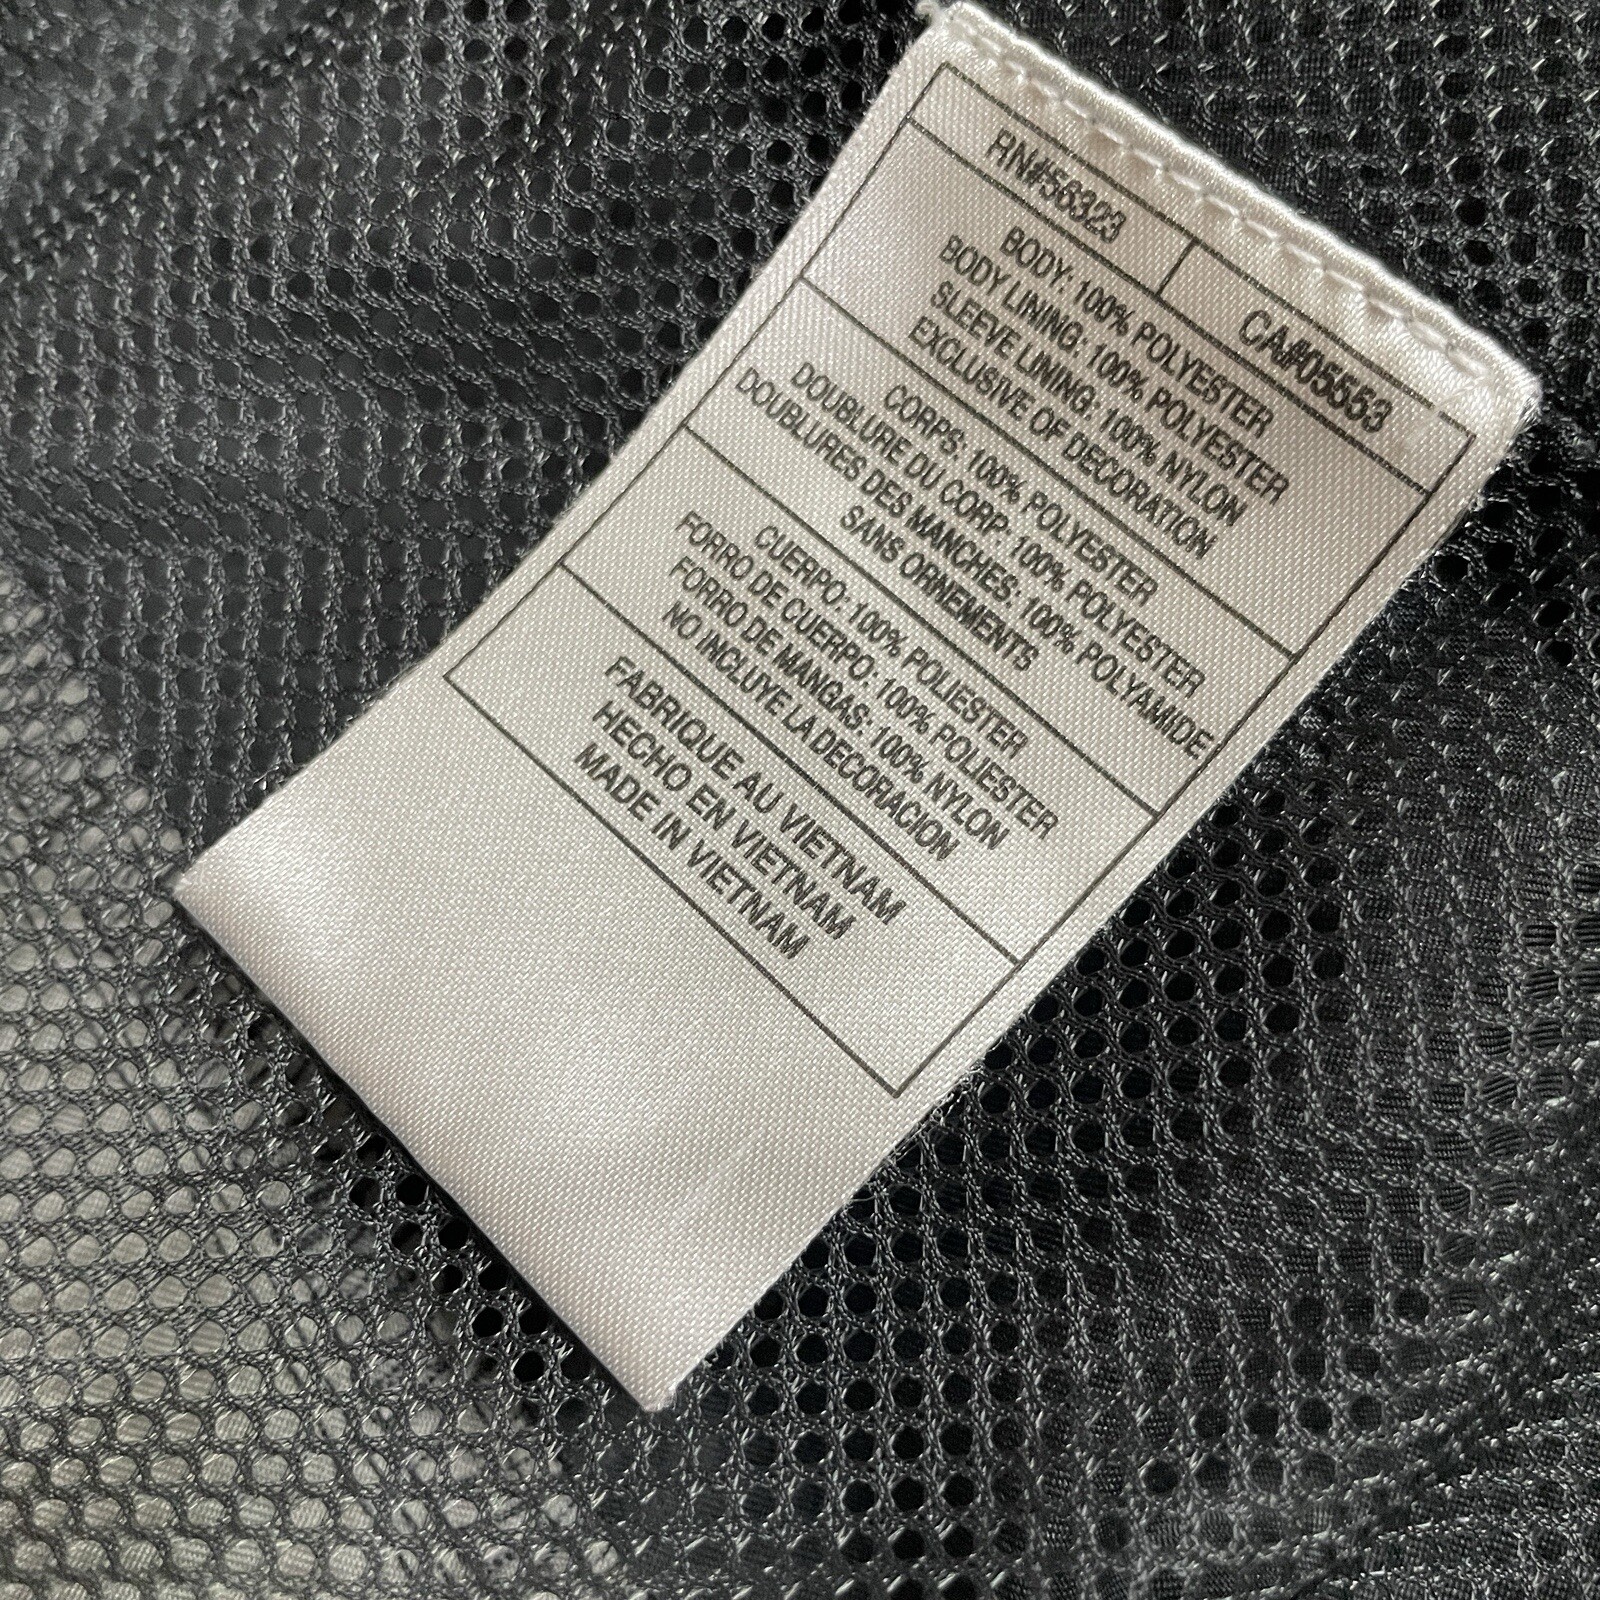 RN#56323 CA#05553
BODY: 100% POLYESTER
BODY LINING: 100% POLYESTER
SLEEVE LINING: 100% NYLON
EXCLUSIVE OF DECORATION
CORPS: 100% POLYESTER
DOUBLURE DU CORP: 100% POLYESTER
DOUBLURES DES MANCHES: 100% POLYAMIDE
SANS ORNEMENTS
CUERPO: 100% POLIESTER
FORRO DE CUERPO: 100% POLIESTER
FORRO DE MANGAS: 100% NYLON
NO INCLUYE LA DECORACION
FABRIQUE AU VIETNAM
HECHO EN VIETNAM
MADE IN VIETNAM